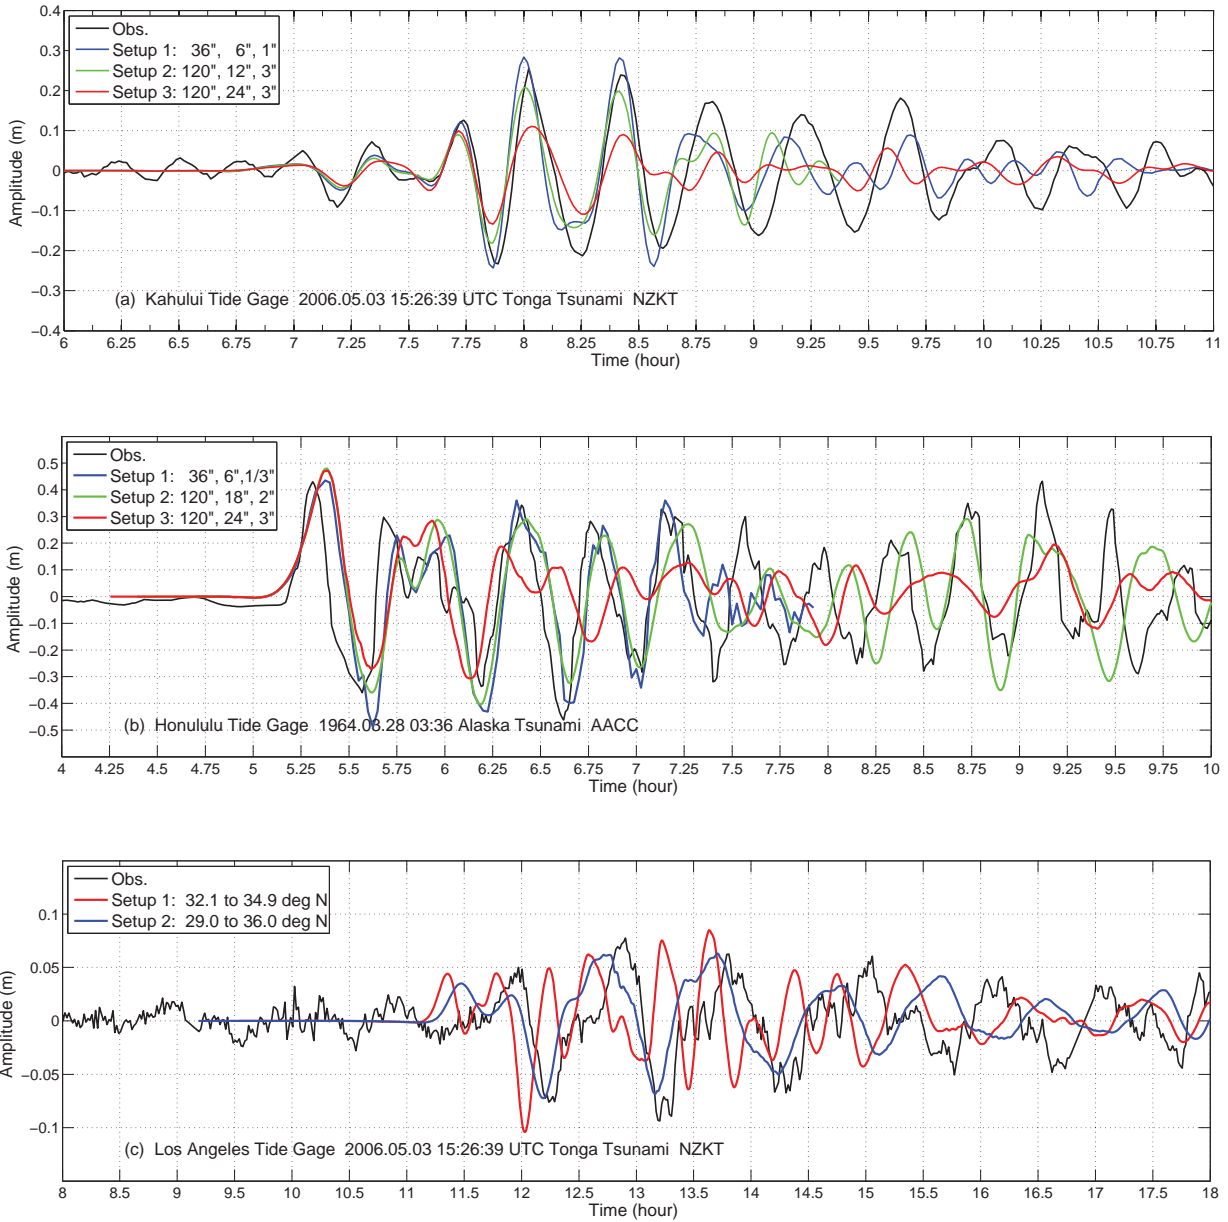 0.4
0.3
0.2
0.1
0
−0.1
−0.2
−0.3
−0.4
Amplitude (m)
Obs.
Setup 1: 36", 6", 1"
Setup 2: 120", 12", 3"
Setup 3: 120", 24", 3"
(a) Kahului Tide Gage 2006.05.03 15:26:39 UTC Tonga Tsunami NZKT
6 6.25 6.5 6.75 7 7.25 7.5 7.75 8 8.25 8.5 8.75 9 9.25 9.5 9.75 10 10.25 10.5 10.75 11
Time (hour)
0.5
0.4
0.3
0.2
0.1
0
−0.1
−0.2
−0.3
−0.4
−0.5
Amplitude (m)
Obs.
Setup 1: 36", 6",1/3"
Setup 2: 120", 18", 2"
Setup 3: 120", 24", 3"
(b) Honululu Tide Gage 1964.03.28 03:36 Alaska Tsunami AACC
4 4.25 4.5 4.75 5 5.25 5.5 5.75 6 6.25 6.5 6.75 7 7.25 7.5 7.75 8 8.25 8.5 8.75 9 9.25 9.5 9.75 10
Time (hour)
0.1
0.05
0
−0.05
−0.1
Amplitude (m)
Obs.
Setup 1: 32.1 to 34.9 deg N
Setup 2: 29.0 to 36.0 deg N
(c) Los Angeles Tide Gage 2006.05.03 15:26:39 UTC Tonga Tsunami NZKT
8 8.5 9 9.5 10 10.5 11 11.5 12 12.5 13 13.5 14 14.5 15 15.5 16 16.5 17 17.5 18
Time (hour)